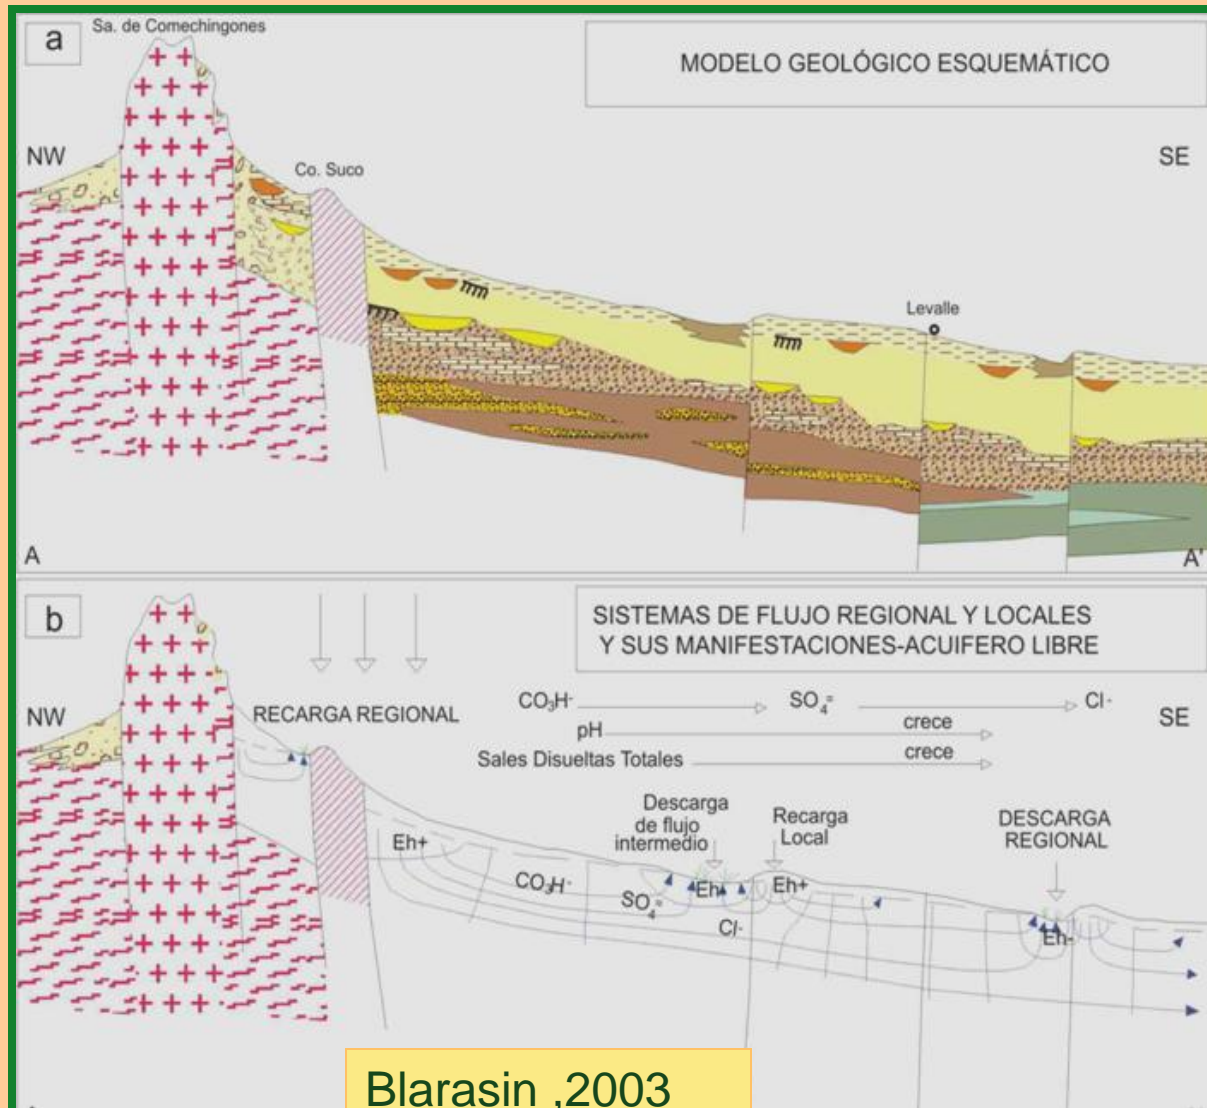 a
Sa. de Comechingones
MODELO GEOLÓGICO ESQUEMÁTICO
NW
SE
Co. Suco
Levalle
A
A'
b
SISTEMAS DE FLUJO REGIONAL Y LOCALES
Y SUS MANIFESTACIONES-ACUIFERO LIBRE
NW
RECARGA REGIONAL
CO₃H⁻ SO₄⁼ Cl⁻
SE
pH crece
Sales Disueltas Totales crece
Descarga
de flujo
intermedio
Recarga
Local
DESCARGA
REGIONAL
Eh+
CO₃H⁻
SO₄⁼
Eh-
Eh+
Cl-
Eh-
Blarasin ,2003